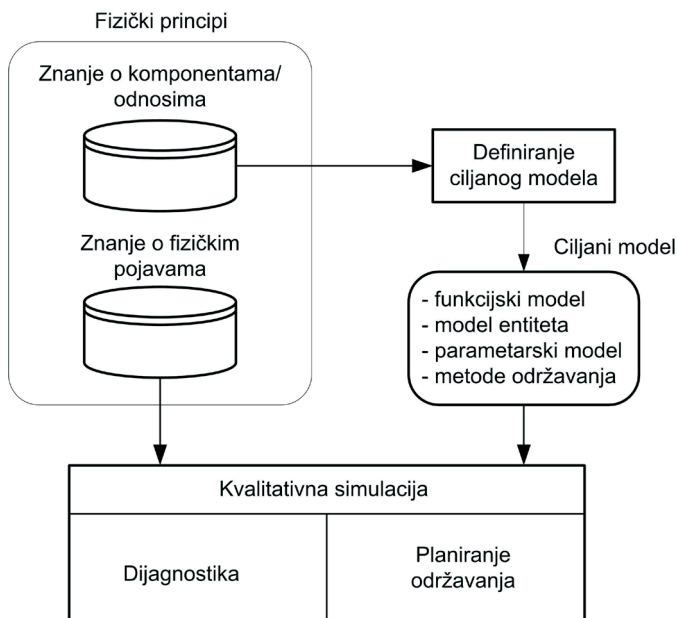 Fizički principi
Znanje o komponentama/
odnosima
Definiranje
ciljanog modela
Znanje o fizičkim
pojavama
Ciljani model
- funkcijski model
- model entiteta
- parametarski model
- metode održavanja
Kvalitativna simulacija
Dijagnostika
Planiranje
održavanja